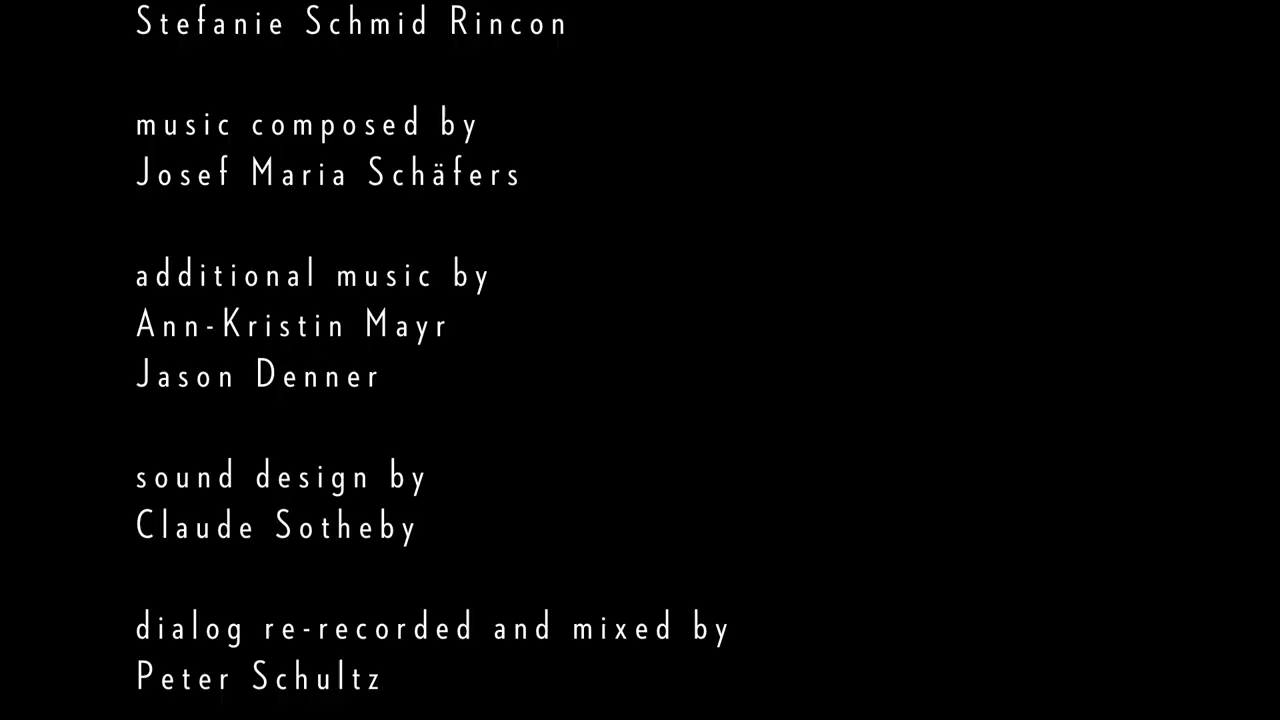 Stefanie Schmid Rincon
music composed by
Josef Maria Schäfers
additional music by
Ann-Kristin Mayr
Jason Denner
sound design by
Claude Sotheby
dialog re-recorded and mixed by
Peter Schultz